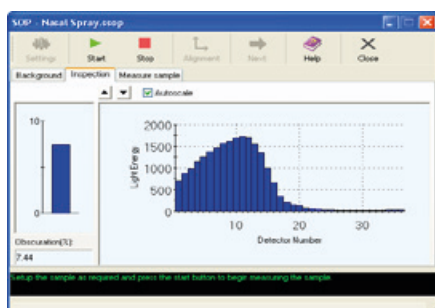 SOP - Nasal Spray.ssop
Settings Start Stop Alignment Next Help Close
Background Inspection Measure sample
Autoscale
10
0
Obscuration(%):
7.44
2000
1500
1000
500
0
Light Energy
10 20 30
Detector Number
Setup the sample as required and press the start button to begin measuring the sample.